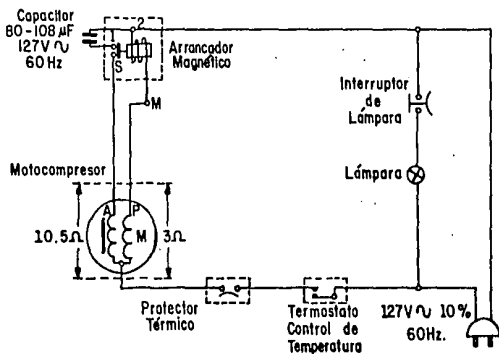 Capacitor
80-108 µF
127V ∿
60 Hz
2
S
Arrancador
Magnético
M
Interruptor
de
Lámpara
Lámpara
Motocompresor
A
P
10.5Ω
M
3Ω
Protector
Térmico
Termostato
Control de
Temperatura
127V ∿ 10%
60Hz.